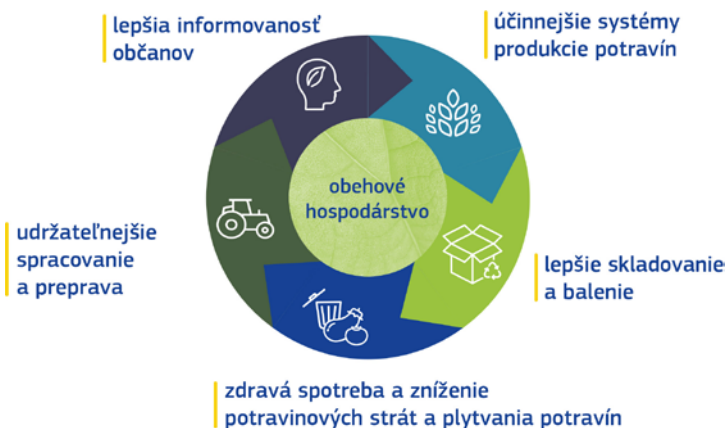 lepšia informovanosť
občanov
účinnejšie systémy
produkcie potravín
obehové
hospodárstvo
udržateľnejšie
spracovanie
a preprava
lepšie skladovanie
a balenie
zdravá spotreba a zníženie
potravinových strát a plytvania potravín